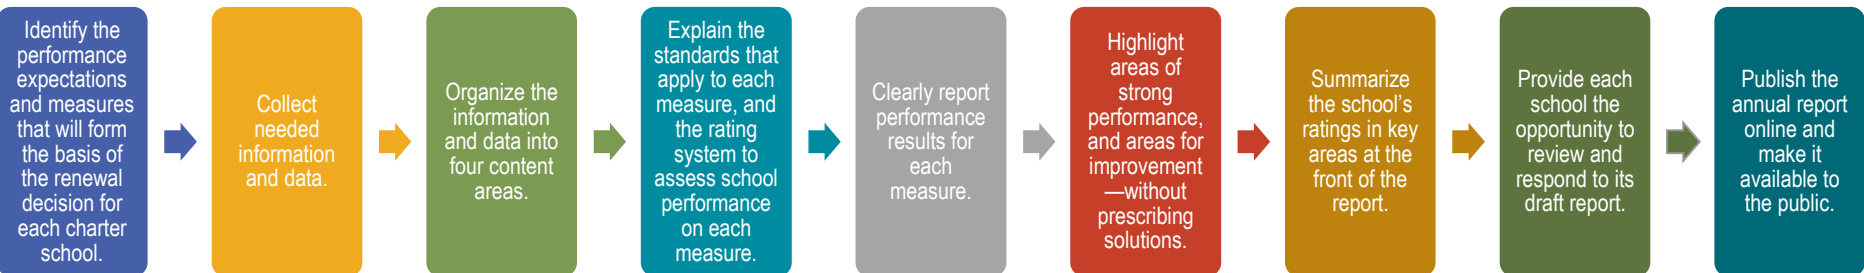 Identify the
performance
expectations
and measures
that will form
the basis of
the renewal
decision for
each charter
school.
Collect
needed
information
and data.
Organize the
information
and data into
four content
areas.
Explain the
standards that
apply to each
measure, and
the rating
system to
assess school
performance
on each
measure.
Clearly report
performance
results for
each
measure.
Highlight
areas of
strong
performance,
and areas for
improvement
—without
prescribing
solutions.
Summarize
the school’s
ratings in key
areas at the
front of the
report.
Provide each
school the
opportunity to
review and
respond to its
draft report.
Publish the
annual report
online and
make it
available to
the public.